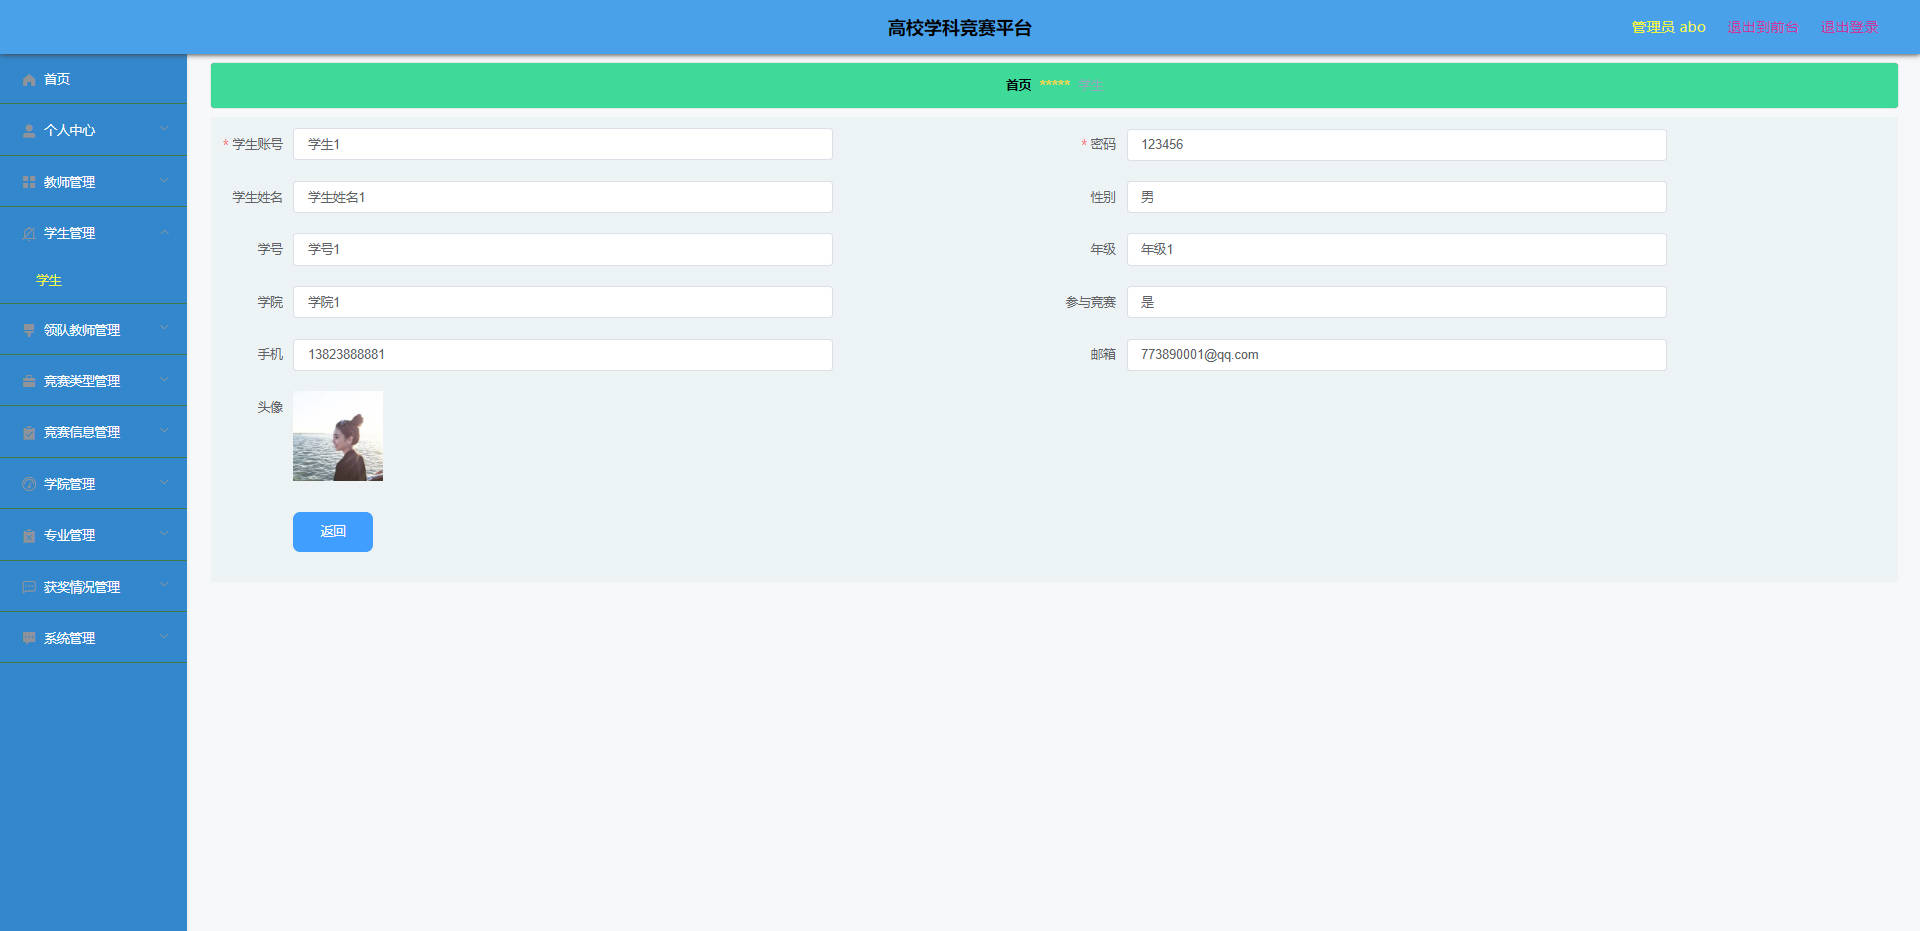 高校学科竞赛平台
管理员 abo 退出到前台 退出登录
首页
个人中心
教师管理
学生管理
学生
领队教师管理
竞赛类型管理
竞赛信息管理
学院管理
专业管理
获奖情况管理
系统管理
首页 ***** 学生
* 学生账号 学生1
* 密码 123456
学生姓名 学生姓名1
性别 男
学号 学号1
年级 年级1
学院 学院1
参与竞赛 是
手机 13823888881
邮箱 773890001@qq.com
头像
返回